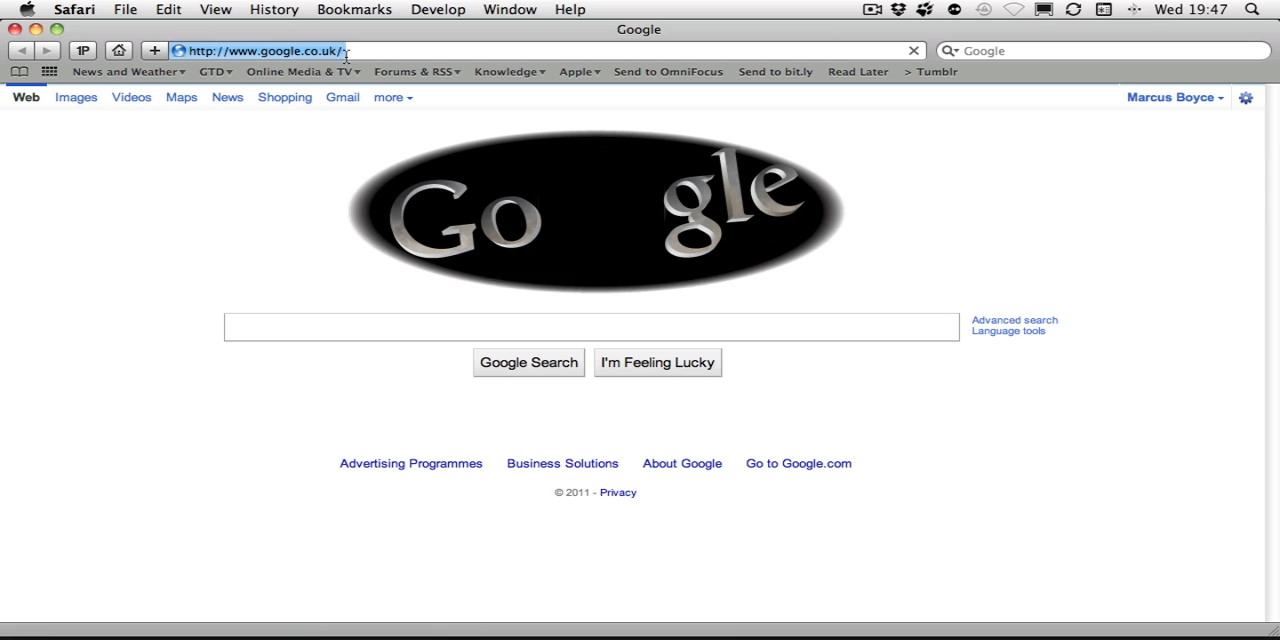 Safari File Edit View History Bookmarks Develop Window Help Wed 19:47
Google
1P + http://www.google.co.uk/ Google
News and Weather GTD Online Media & TV Forums & RSS Knowledge Apple Send to OmniFocus Send to bit.ly Read Later > Tumblr
Web Images Videos Maps News Shopping Gmail more Marcus Boyce
Go gle
Advanced search
Language tools
Google Search I'm Feeling Lucky
Advertising Programmes Business Solutions About Google Go to Google.com
© 2011 - Privacy